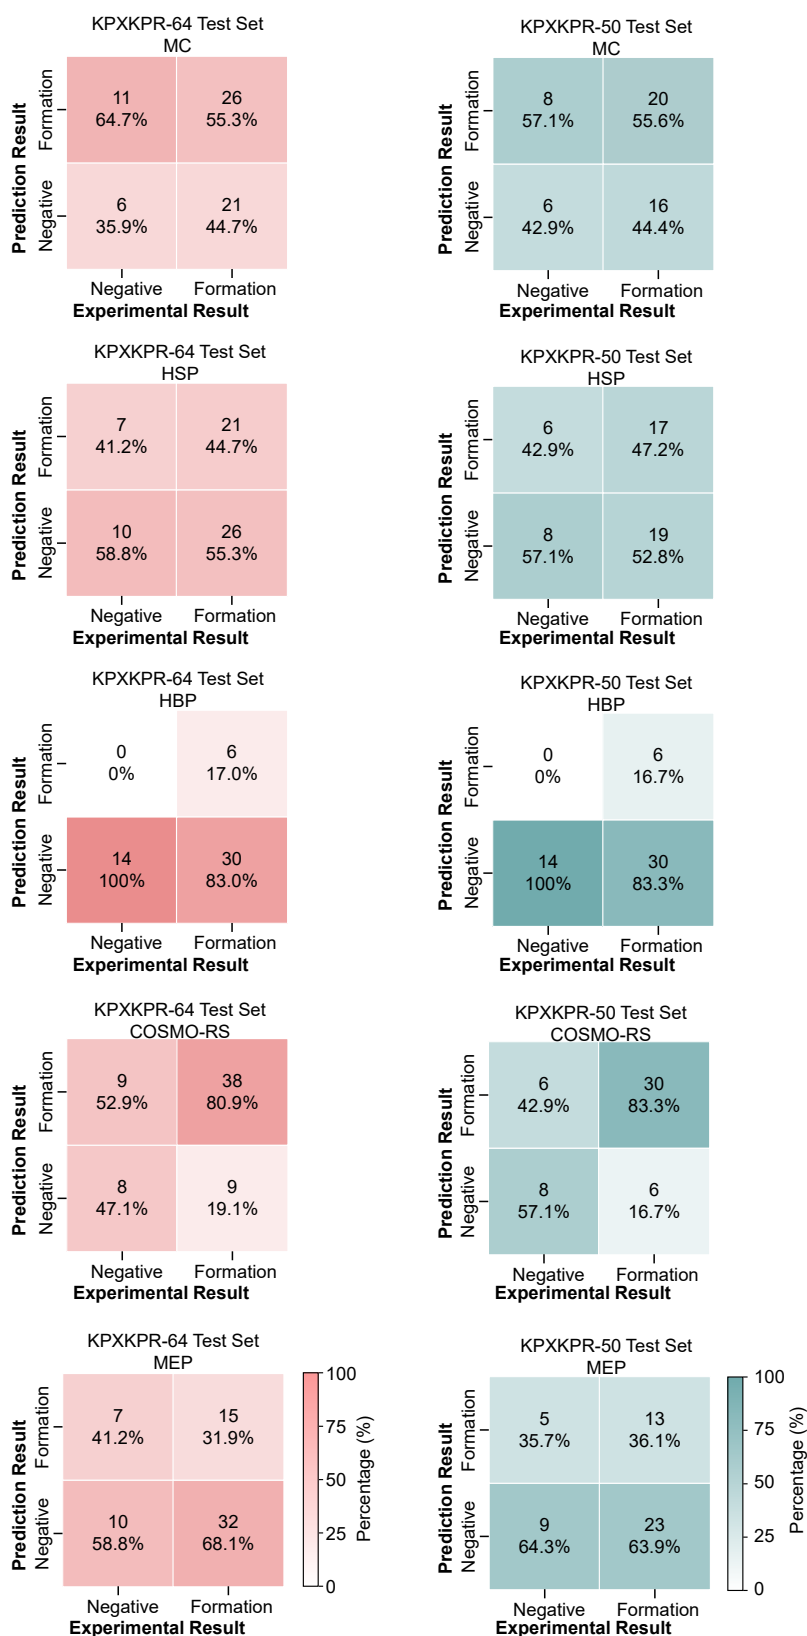 KPXKPR-64 Test Set
MC
Prediction Result
Formation
Negative
11
64.7%
26
55.3%
6
35.9%
21
44.7%
Negative
Formation
Experimental Result
KPXKPR-50 Test Set
MC
Prediction Result
Formation
Negative
8
57.1%
20
55.6%
6
42.9%
16
44.4%
Negative
Formation
Experimental Result
KPXKPR-64 Test Set
HSP
Prediction Result
Formation
Negative
7
41.2%
21
44.7%
10
58.8%
26
55.3%
Negative
Formation
Experimental Result
KPXKPR-50 Test Set
HSP
Prediction Result
Formation
Negative
6
42.9%
17
47.2%
8
57.1%
19
52.8%
Negative
Formation
Experimental Result
KPXKPR-64 Test Set
HBP
Prediction Result
Formation
Negative
0
0%
6
17.0%
14
100%
30
83.0%
Negative
Formation
Experimental Result
KPXKPR-50 Test Set
HBP
Prediction Result
Formation
Negative
0
0%
6
16.7%
14
100%
30
83.3%
Negative
Formation
Experimental Result
KPXKPR-64 Test Set
COSMO-RS
Prediction Result
Formation
Negative
9
52.9%
38
80.9%
8
47.1%
9
19.1%
Negative
Formation
Experimental Result
KPXKPR-50 Test Set
COSMO-RS
Prediction Result
Formation
Negative
6
42.9%
30
83.3%
8
57.1%
6
16.7%
Negative
Formation
Experimental Result
KPXKPR-64 Test Set
MEP
Prediction Result
Formation
Negative
7
41.2%
15
31.9%
10
58.8%
32
68.1%
Negative
Formation
Experimental Result
100
75
50
25
0
Percentage (%)
KPXKPR-50 Test Set
MEP
Prediction Result
Formation
Negative
5
35.7%
13
36.1%
9
64.3%
23
63.9%
Negative
Formation
Experimental Result
100
75
50
25
0
Percentage (%)